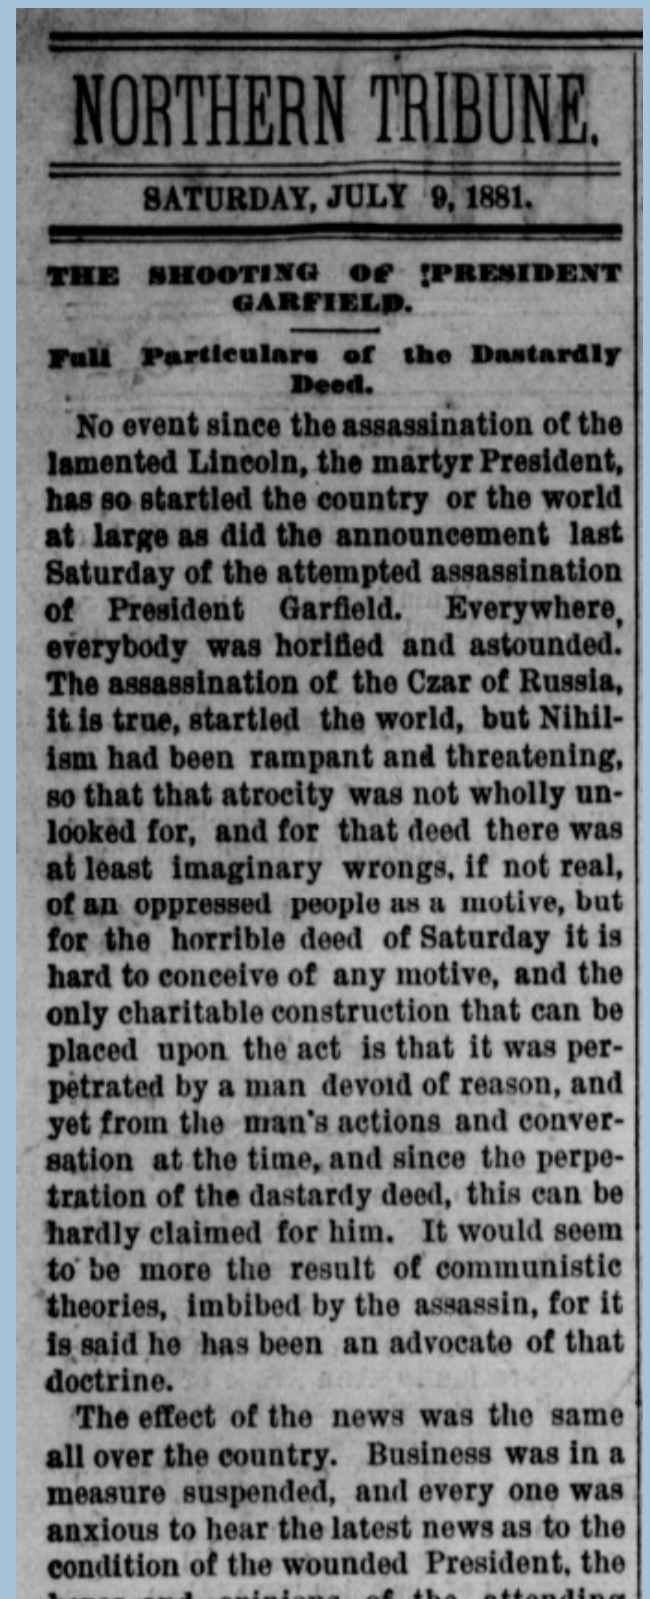 NORTHERN TRIBUNE.
SATURDAY, JULY 9, 1881.
THE SHOOTING OF PRESIDENT
GARFIELD.
Full Particulars of the Dastardly
Deed.
No event since the assassination of the
lamented Lincoln, the martyr President,
has so startled the country or the world
at large as did the announcement last
Saturday of the attempted assassination
of President Garfield. Everywhere,
everybody was horified and astounded.
The assassination of the Czar of Russia,
it is true, startled the world, but Nihil-
ism had been rampant and threatening,
so that that atrocity was not wholly un-
looked for, and for that deed there was
at least imaginary wrongs, if not real,
of an oppressed people as a motive, but
for the horrible deed of Saturday it is
hard to conceive of any motive, and the
only charitable construction that can be
placed upon the act is that it was per-
petrated by a man devoid of reason, and
yet from the man's actions and conver-
sation at the time, and since the perpe-
tration of the dastardy deed, this can be
hardly claimed for him. It would seem
to be more the result of communistic
theories, imbibed by the assassin, for it
is said he has been an advocate of that
doctrine.
The effect of the news was the same
all over the country. Business was in a
measure suspended, and every one was
anxious to hear the latest news as to the
condition of the wounded President, the
hopes and opinions of the attending